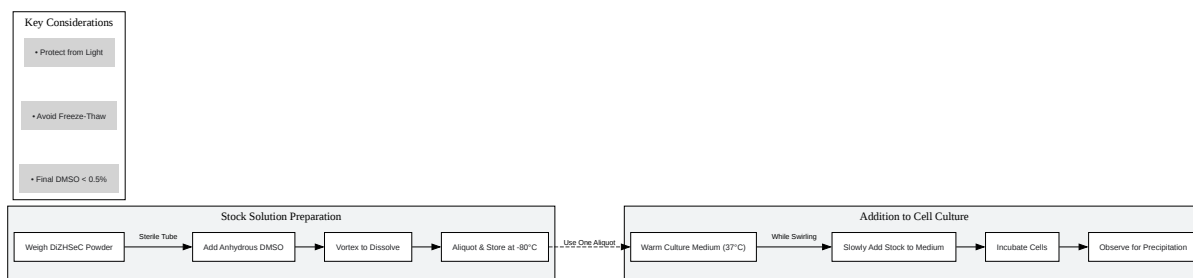 Key Considerations
• Protect from Light
• Avoid Freeze-Thaw
• Final DMSO < 0.5%
Stock Solution Preparation
Weigh DiZHSeC Powder
Sterile Tube
Add Anhydrous DMSO
Vortex to Dissolve
Aliquot & Store at -80°C
Use One Aliquot
Addition to Cell Culture
Warm Culture Medium (37°C)
While Swirling
Slowly Add Stock to Medium
Incubate Cells
Observe for Precipitation